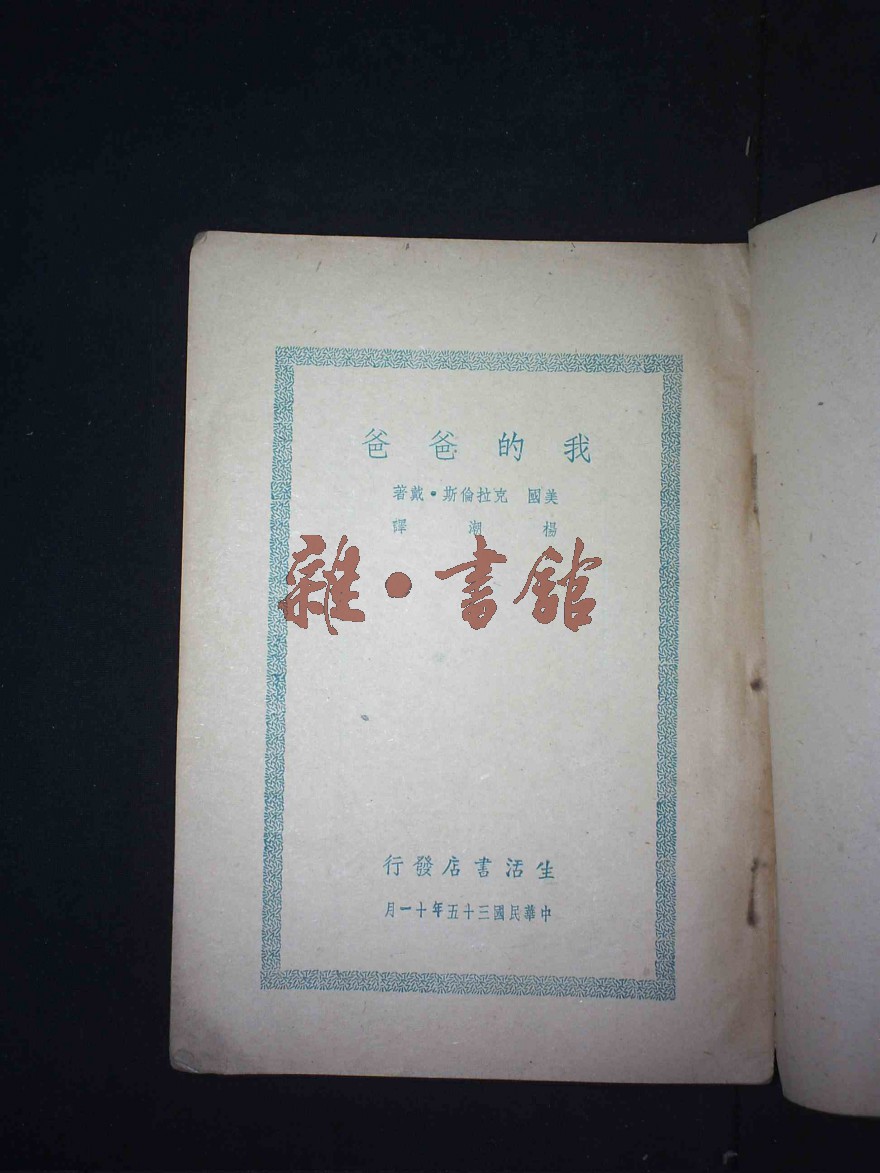 我的爸爸
美國 克拉倫斯・戴著
楊潮譯
雜・書館
生活書店發行
中華民國三十五年十一月